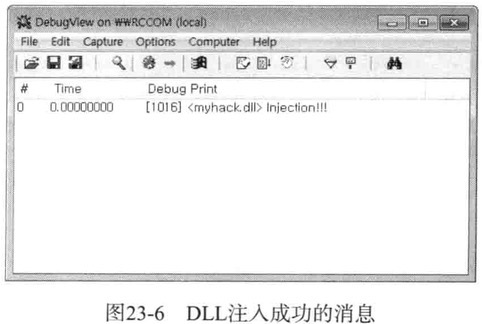 DebugView on ₩₩RCCOM (local)
File Edit Capture Options Computer Help
# Time Debug Print
0 0.00000000 [1016] <myhack.dll> Injection!!!
图23-6 DLL注入成功的消息